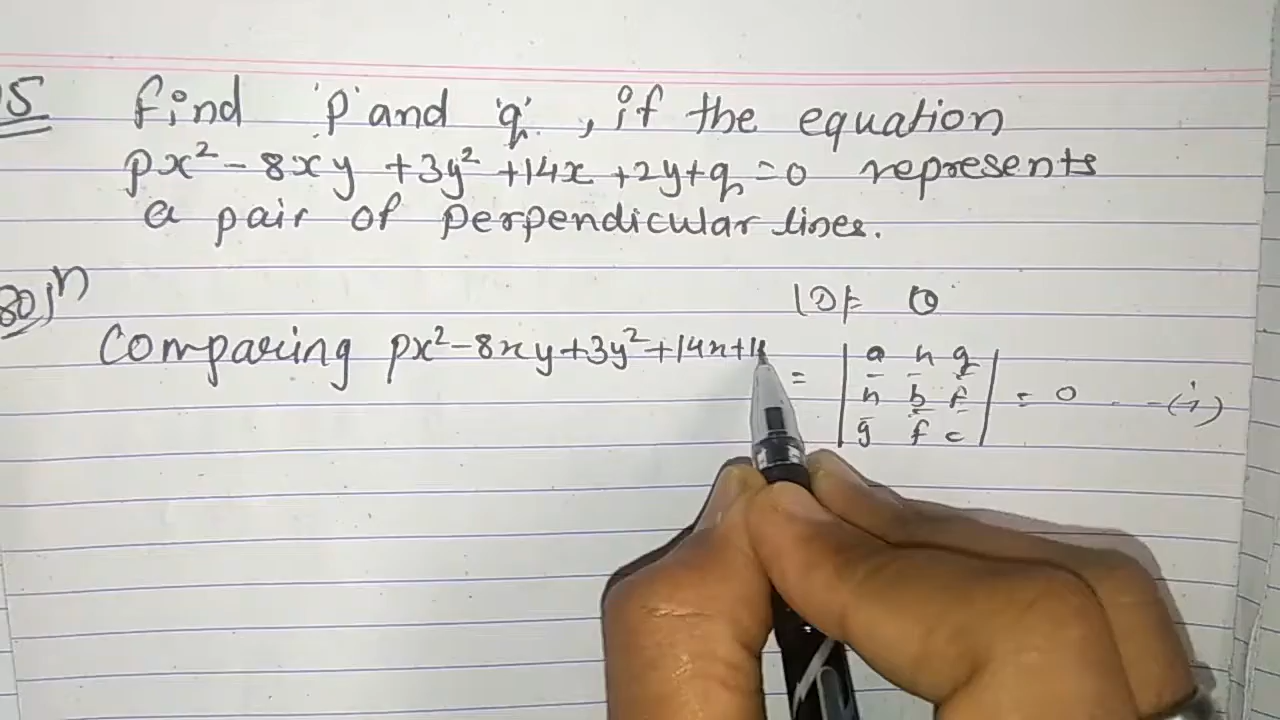 05 find 'p' and 'q', if the equation
px² - 8xy + 3y² + 14x + 2y + q = 0 represents
a pair of perpendicular lines.
Solⁿ
|D| = 0
Comparing px² - 8xy + 3y² + 14x +
= | a h g |
| h b f | = 0 - - (i)
| g f c |